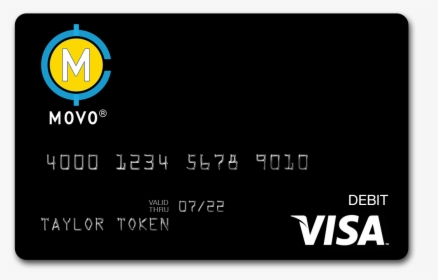 M
MOVO®
4000 1234 5678 9010
VALID THRU 07/22
TAYLOR TOKEN
DEBIT
VISA